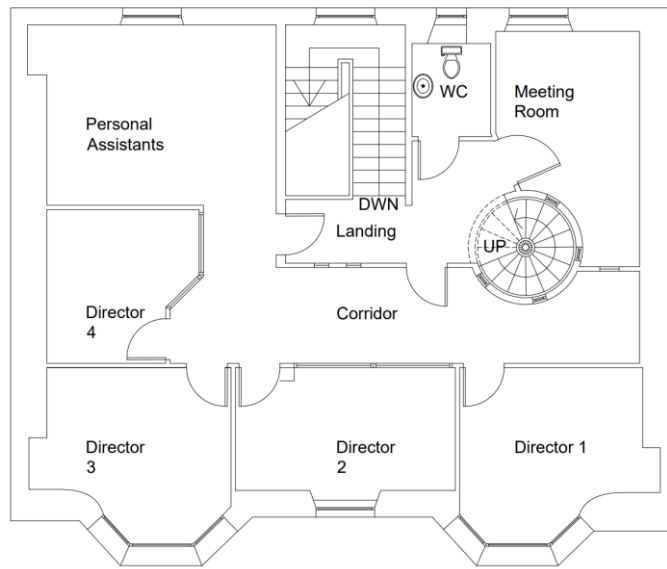 WC
Meeting
Room
Personal
Assistants
DWN
Landing
UP
Director
4
Corridor
Director
3
Director
2
Director 1